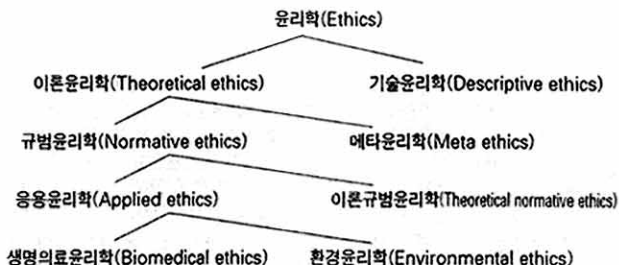 윤리학(Ethics)
이론윤리학(Theoretical ethics) 기술윤리학(Descriptive ethics)
규범윤리학(Normative ethics) 메타윤리학(Meta ethics)
응용윤리학(Applied ethics) 이론규범윤리학(Theoretical normative ethics)
생명의료윤리학(Biomedical ethics) 환경윤리학(Environmental ethics)